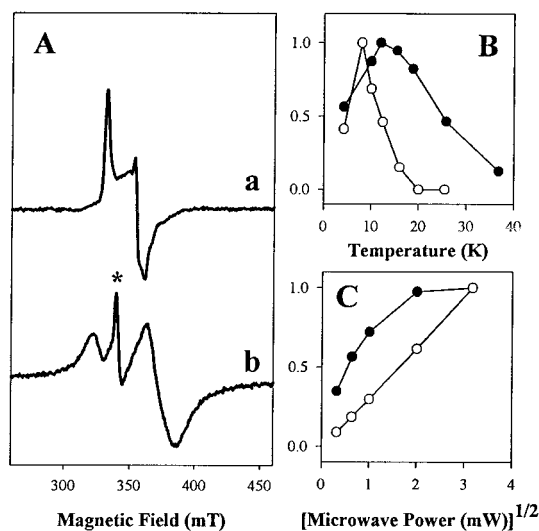 A
a
*
b
300 350 400 450
Magnetic Field (mT)
B
1.0
0.5
0.0
0 10 20 30 40
Temperature (K)
C
1.0
0.5
0.0
0 1 2 3 4
[Microwave Power (mW)]1/2